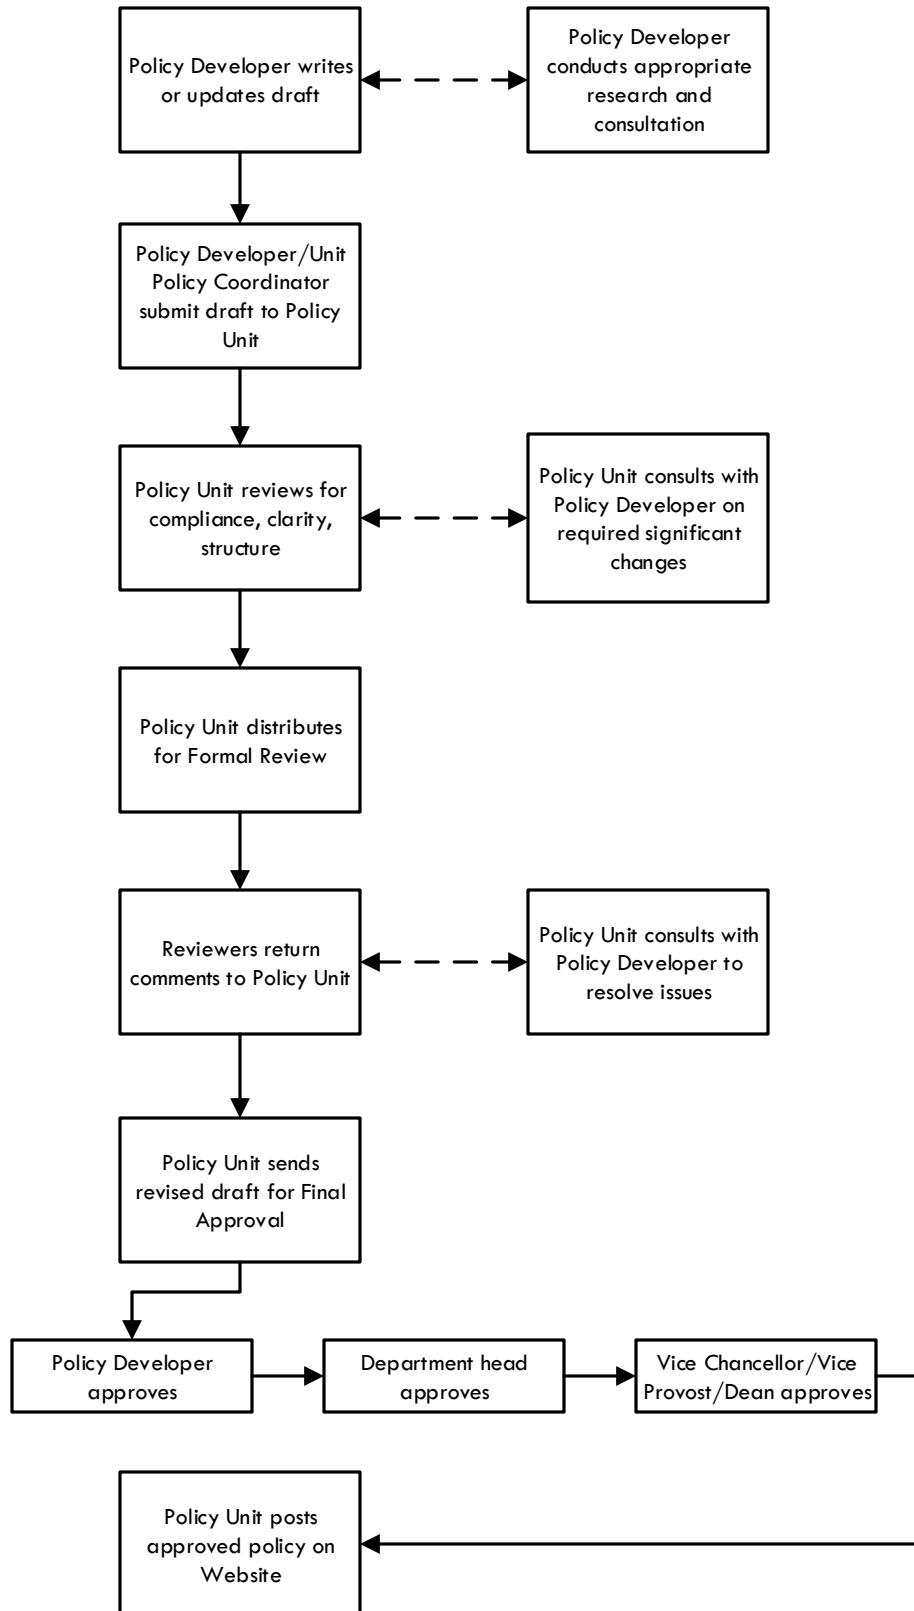 Policy Developer writes
or updates draft
Policy Developer
conducts appropriate
research and
consultation
Policy Developer/Unit
Policy Coordinator
submit draft to Policy
Unit
Policy Unit reviews for
compliance, clarity,
structure
Policy Unit consults with
Policy Developer on
required significant
changes
Policy Unit distributes
for Formal Review
Reviewers return
comments to Policy Unit
Policy Unit consults with
Policy Developer to
resolve issues
Policy Unit sends
revised draft for Final
Approval
Policy Developer
approves
Department head
approves
Vice Chancellor/Vice
Provost/Dean approves
Policy Unit posts
approved policy on
Website